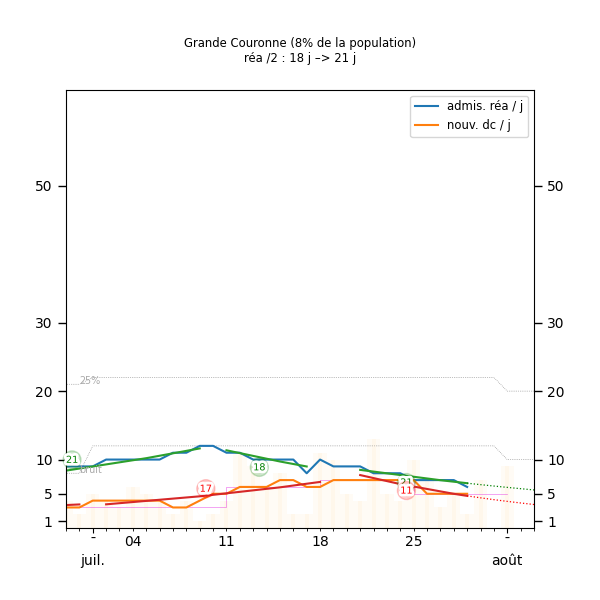 Grande Couronne (8% de la population)
réa /2 : 18 j –> 21 j
admis. réa / j
nouv. dc / j
50
50
30
30
25%
20
20
21
10
10
bruit
18
17
21
11
5
5
1
1
- 04 11 18 25 -
juil. août